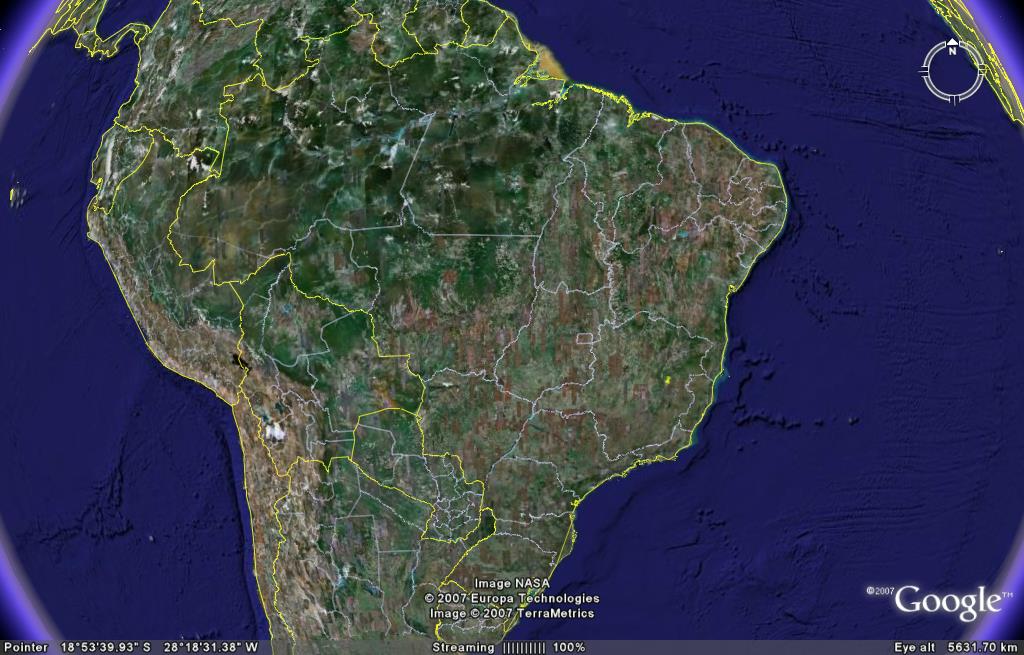 N
Image NASA
© 2007 Europa Technologies
Image © 2007 TerraMetrics
©2007 Google™
Pointer 18°53'39.93" S 28°18'31.38" W Streaming |||||||||| 100% Eye alt 5631.70 km